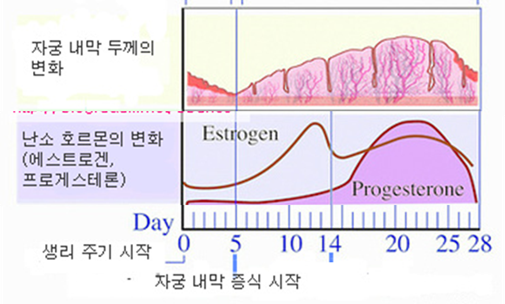 자궁 내막 두께의
변화
난소 호르몬의 변화
(에스트로겐,
프로게스테론)
Estrogen
Progesterone
Day
0 5 10 14 20 25 28
생리 주기 시작
자궁 내막 증식 시작